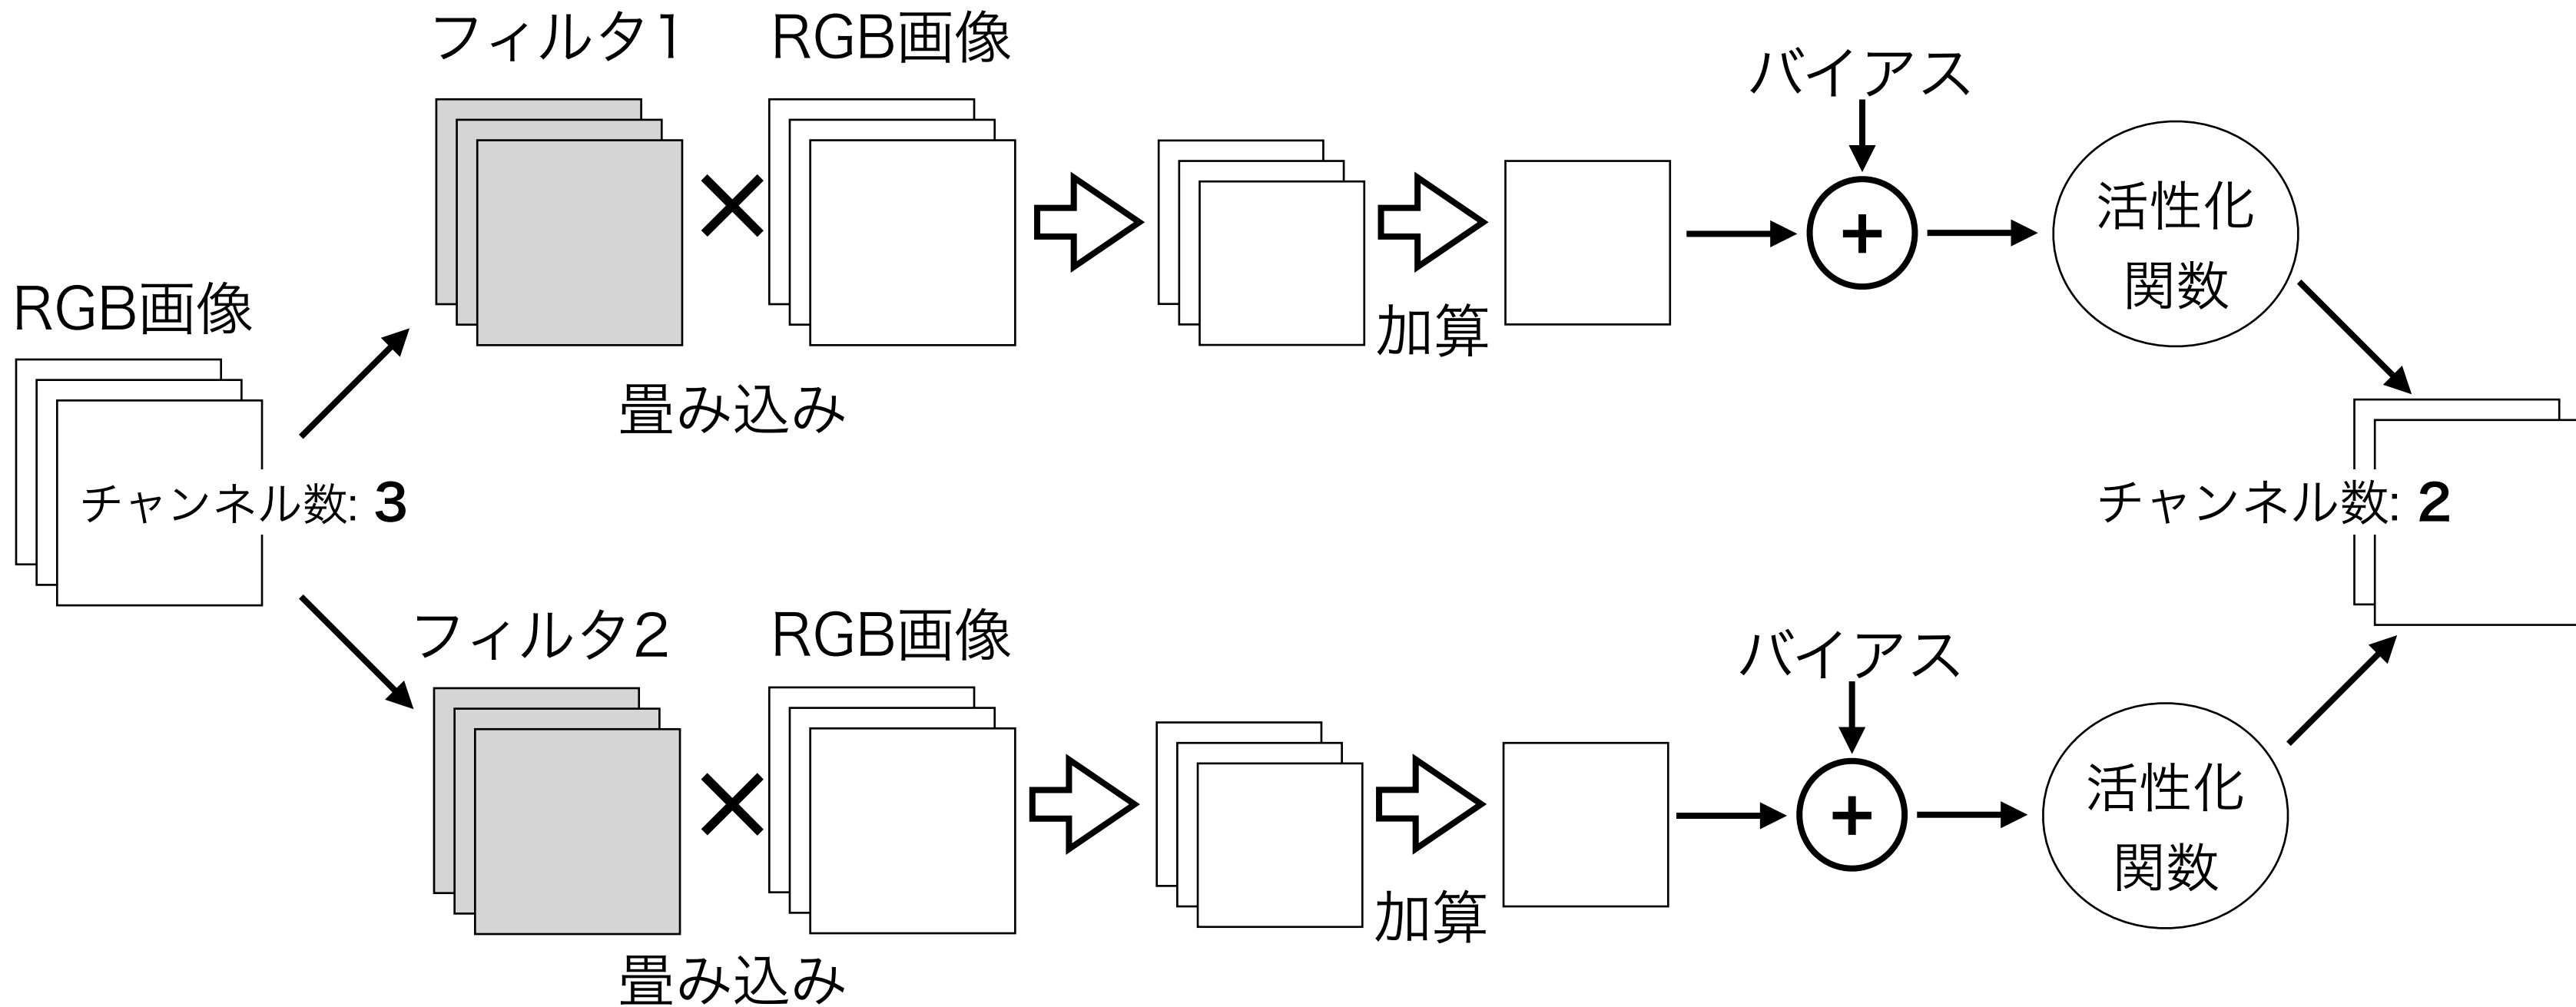 フィルタ1
RGB画像
バイアス
活性化
関数
加算
畳み込み
RGB画像
チャンネル数: 3
チャンネル数: 2
フィルタ2
RGB画像
バイアス
活性化
関数
加算
畳み込み